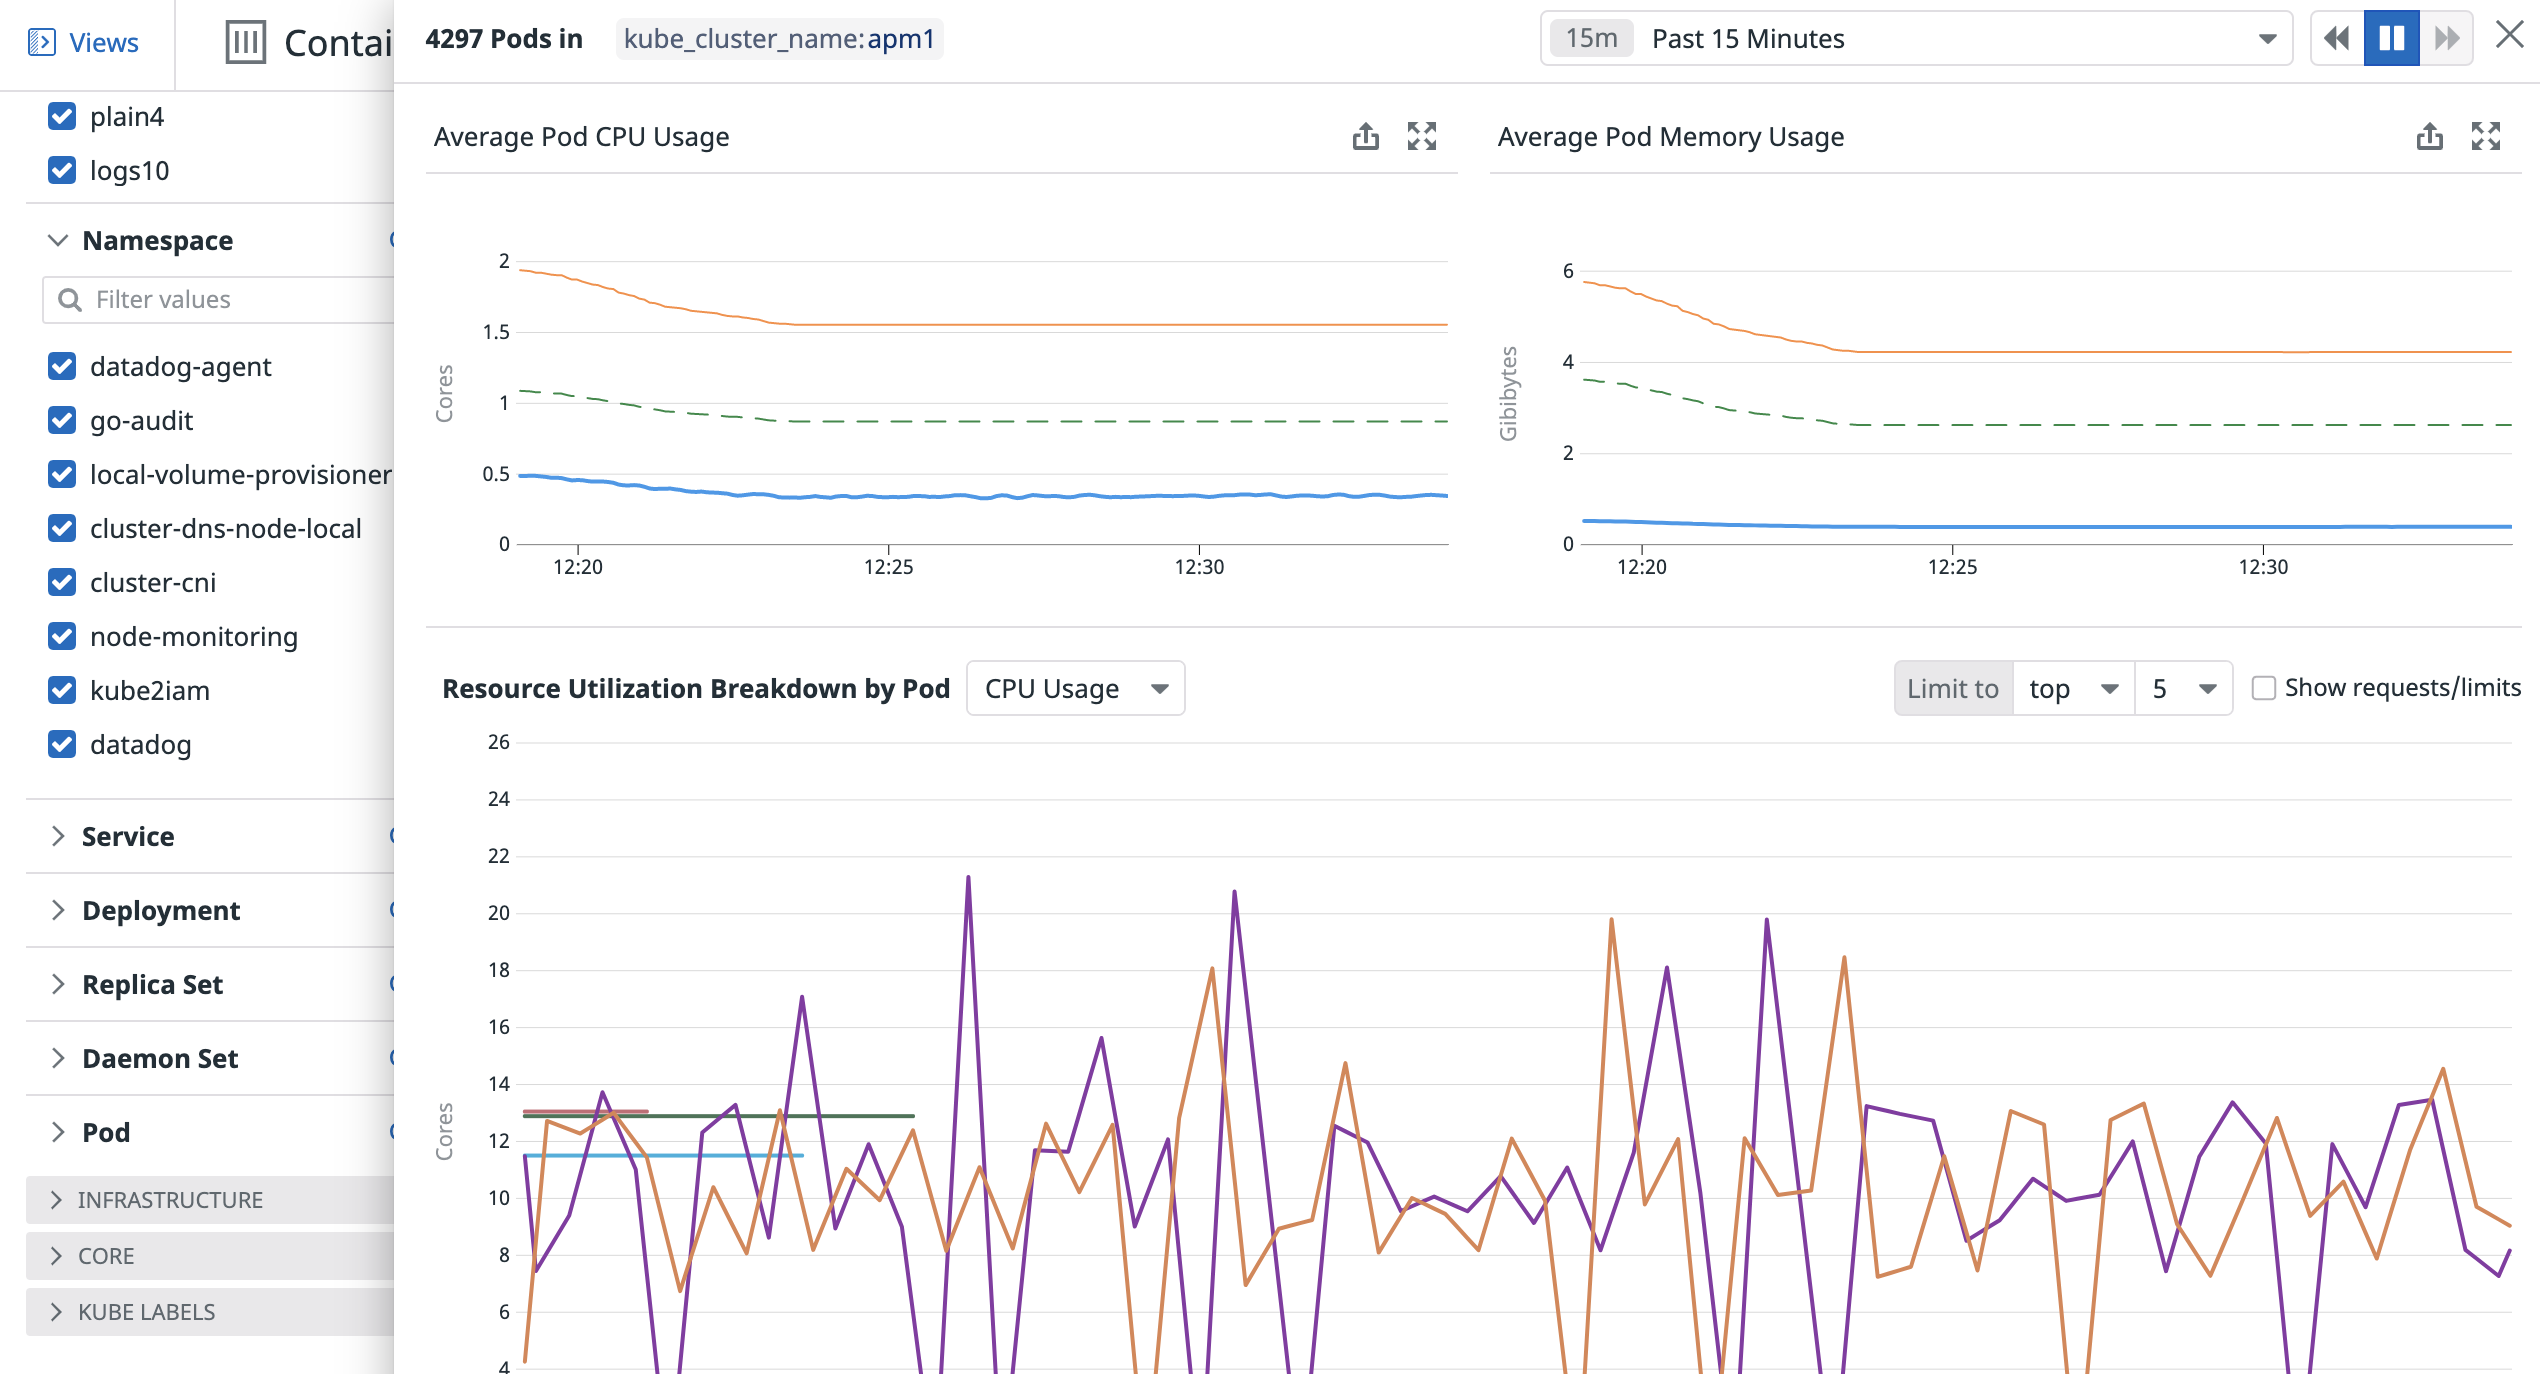 Views
Contai
plain4
logs10
Namespace
Filter values
datadog-agent
go-audit
local-volume-provisioner
cluster-dns-node-local
cluster-cni
node-monitoring
kube2iam
datadog
Service
Deployment
Replica Set
Daemon Set
Pod
INFRASTRUCTURE
CORE
KUBE LABELS
4297 Pods in kube_cluster_name:apm1
15m Past 15 Minutes
Average Pod CPU Usage
2
1.5
1
0.5
0
Cores
12:20 12:25 12:30
Average Pod Memory Usage
6
4
2
0
Gibibytes
12:20 12:25 12:30
Resource Utilization Breakdown by Pod CPU Usage
Limit to top 5 Show requests/limits
26
24
22
20
18
16
14
12
10
8
6
4
Cores